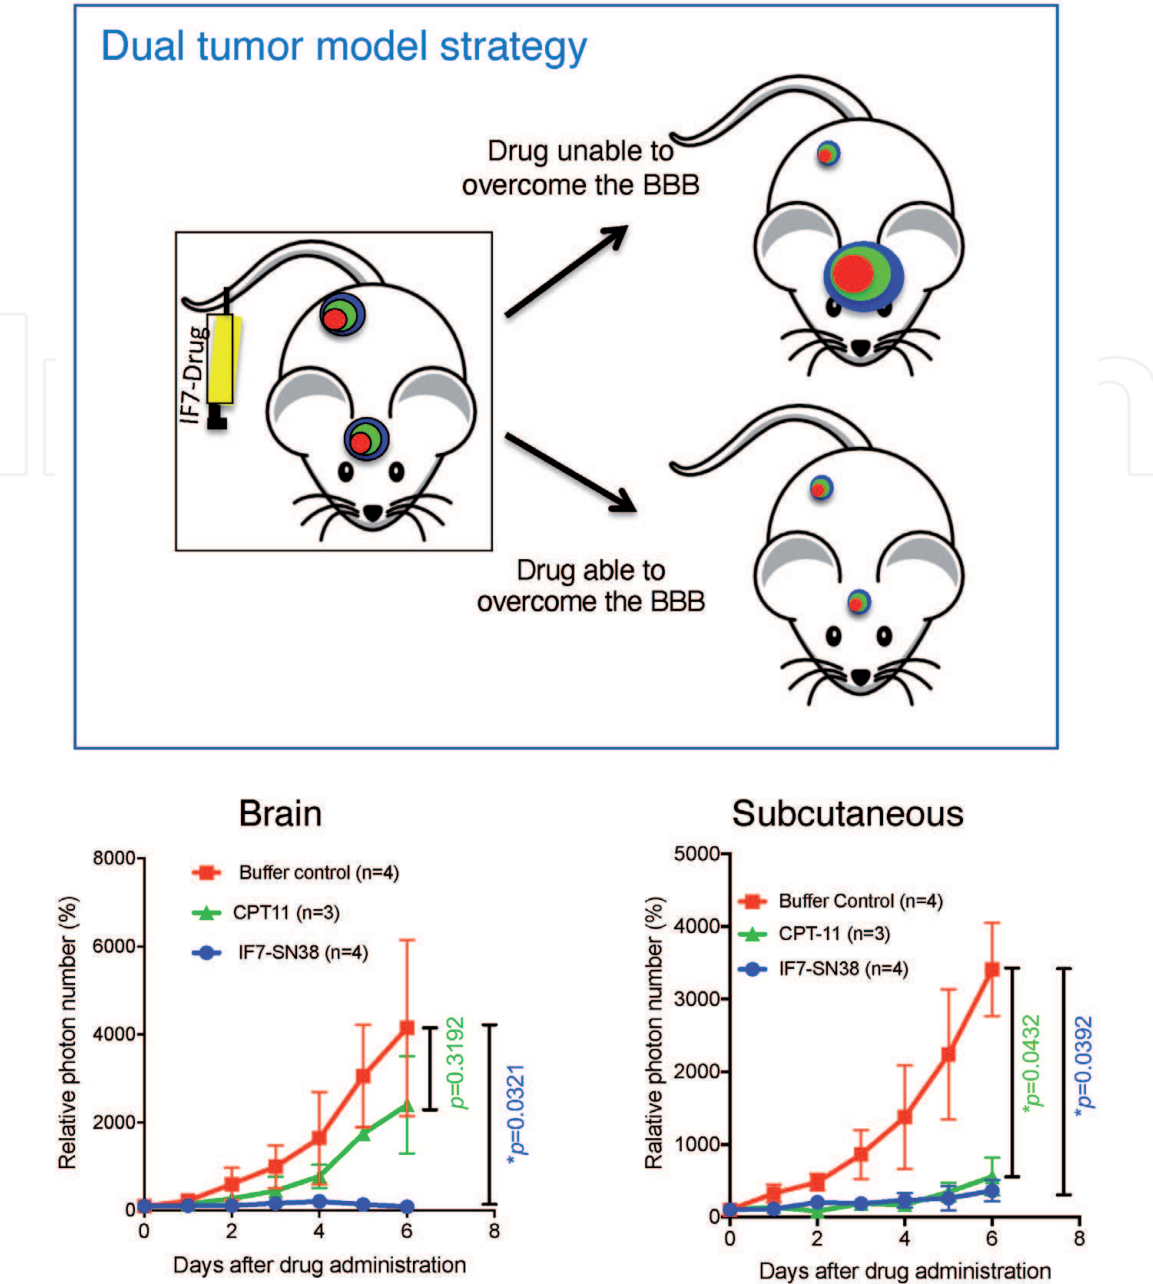 Dual tumor model strategy
Drug unable to
overcome the BBB
IF7-Drug
Drug able to
overcome the BBB
Brain
8000
6000
4000
2000
0
Relative photon number (%)
Buffer control (n=4)
CPT11 (n=3)
IF7-SN38 (n=4)
p=0.3192
*p=0.0321
0 2 4 6 8
Days after drug administration
Subcutaneous
5000
4000
3000
2000
1000
0
Ralative photon number (%)
Buffer Control (n=4)
CPT-11 (n=3)
IF7-SN38 (n=4)
*p=0.0432
*p=0.0392
0 2 4 6 8
Days after drug administration